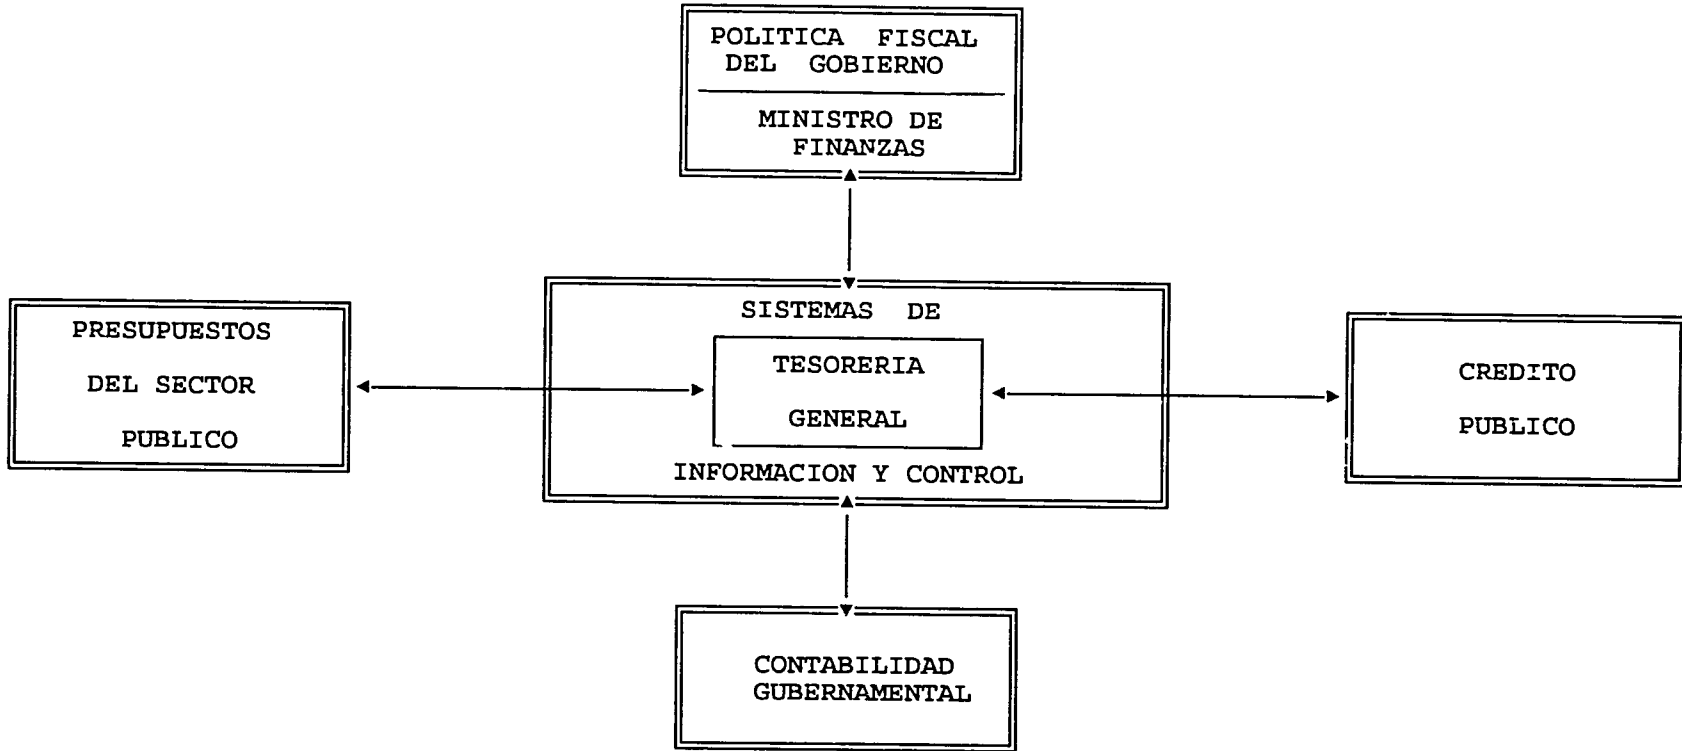 POLITICA FISCAL
DEL GOBIERNO
MINISTRO DE
FINANZAS
SISTEMAS DE
PRESUPUESTOS
DEL SECTOR
PUBLICO
TESORERIA
GENERAL
CREDITO
PUBLICO
INFORMACION Y CONTROL
CONTABILIDAD
GUBERNAMENTAL